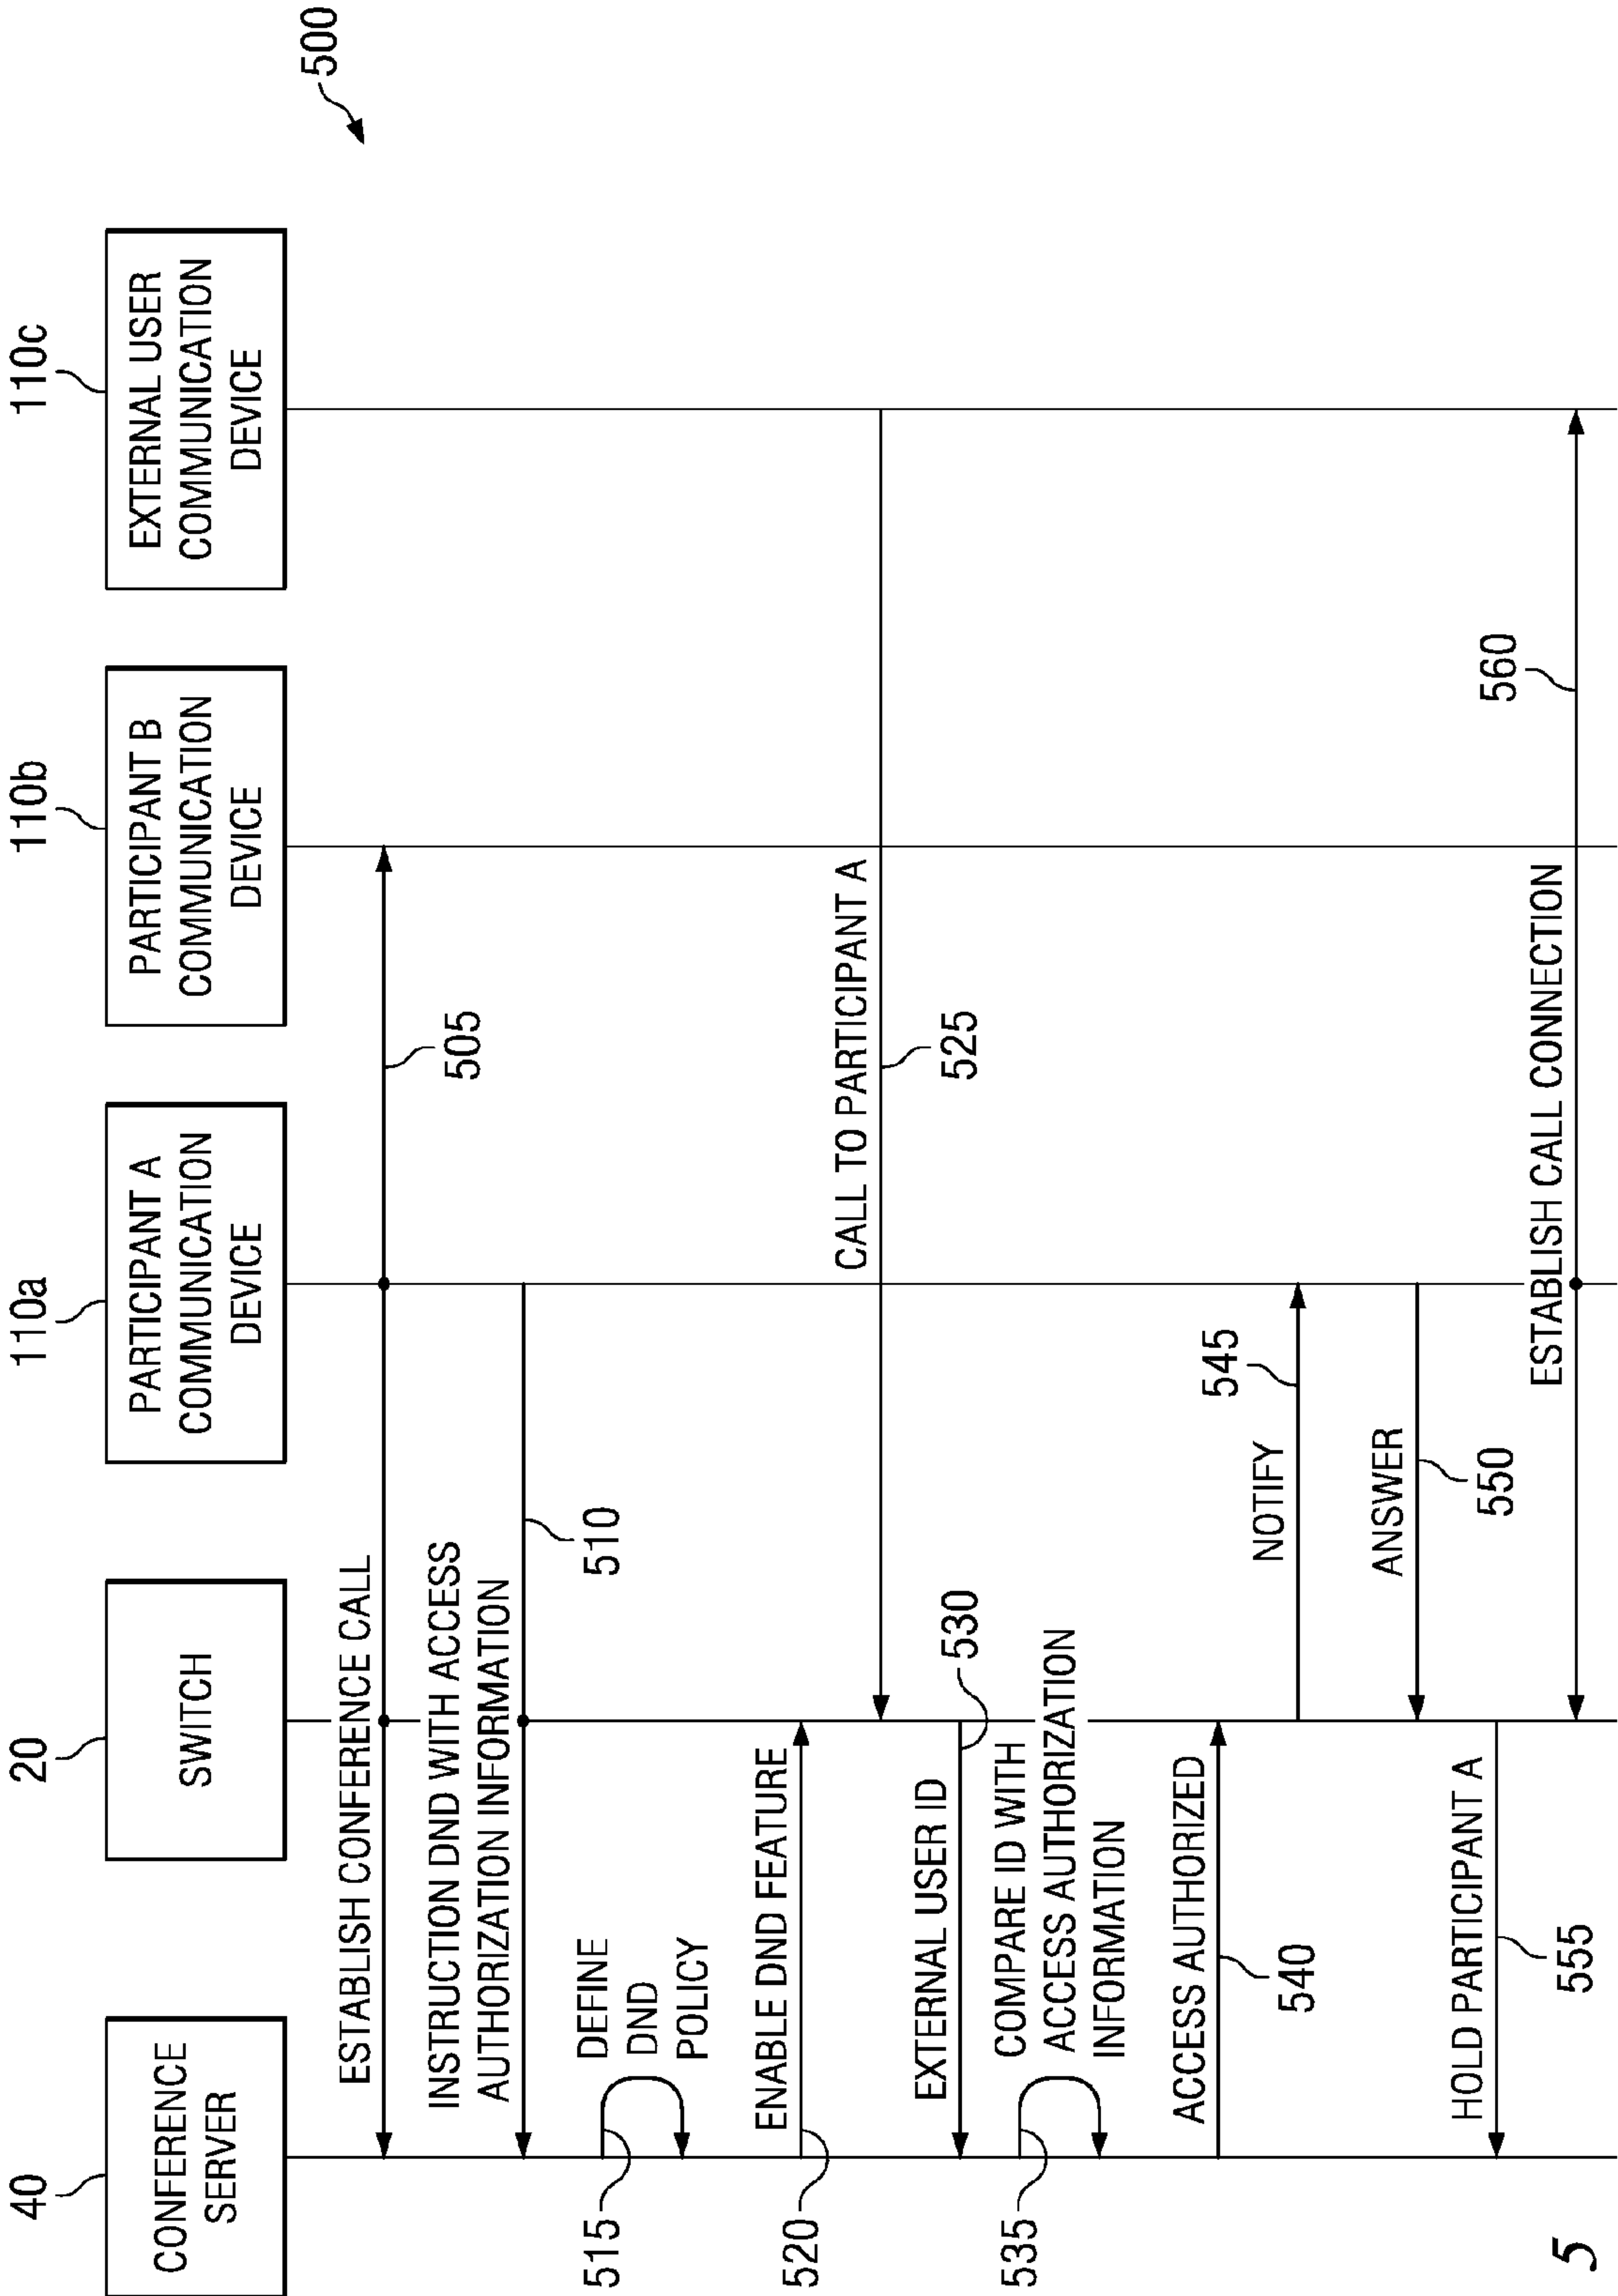 500
40
20
110a
110b
110c
CONFERENCE
SERVER
SWITCH
PARTICIPANT A
COMMUNICATION
DEVICE
PARTICIPANT B
COMMUNICATION
DEVICE
EXTERNAL USER
COMMUNICATION
DEVICE
ESTABLISH CONFERENCE CALL
505
INSTRUCTION DND WITH ACCESS
AUTHORIZATION INFORMATION
510
515
DEFINE
DND
POLICY
ENABLE DND FEATURE
520
CALL TO PARTICIPANT A
525
EXTERNAL USER ID
530
535
COMPARE ID WITH
ACCESS AUTHORIZATION
INFORMATION
ACCESS AUTHORIZED
540
NOTIFY
545
ANSWER
550
HOLD PARTICIPANT A
555
ESTABLISH CALL CONNECTION
560
5